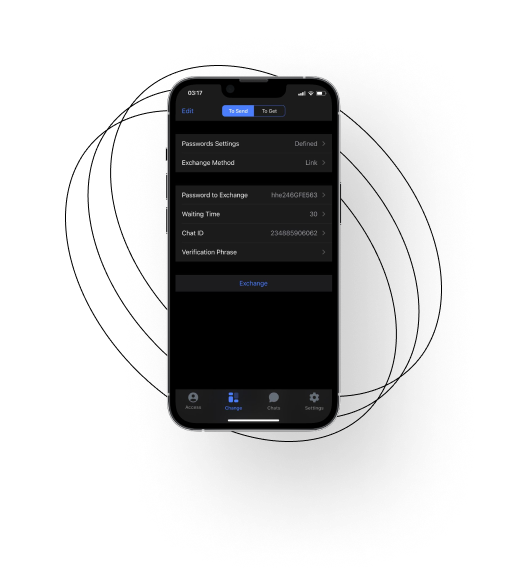 03:17
Edit To Send To Get
Passwords Settings Defined
Exchange Method Link
Password to Exchange hhe246GFE563
Waiting Time 30
Chat ID 234885906062
Verification Phrase
Exchange
Access Change Chats Settings